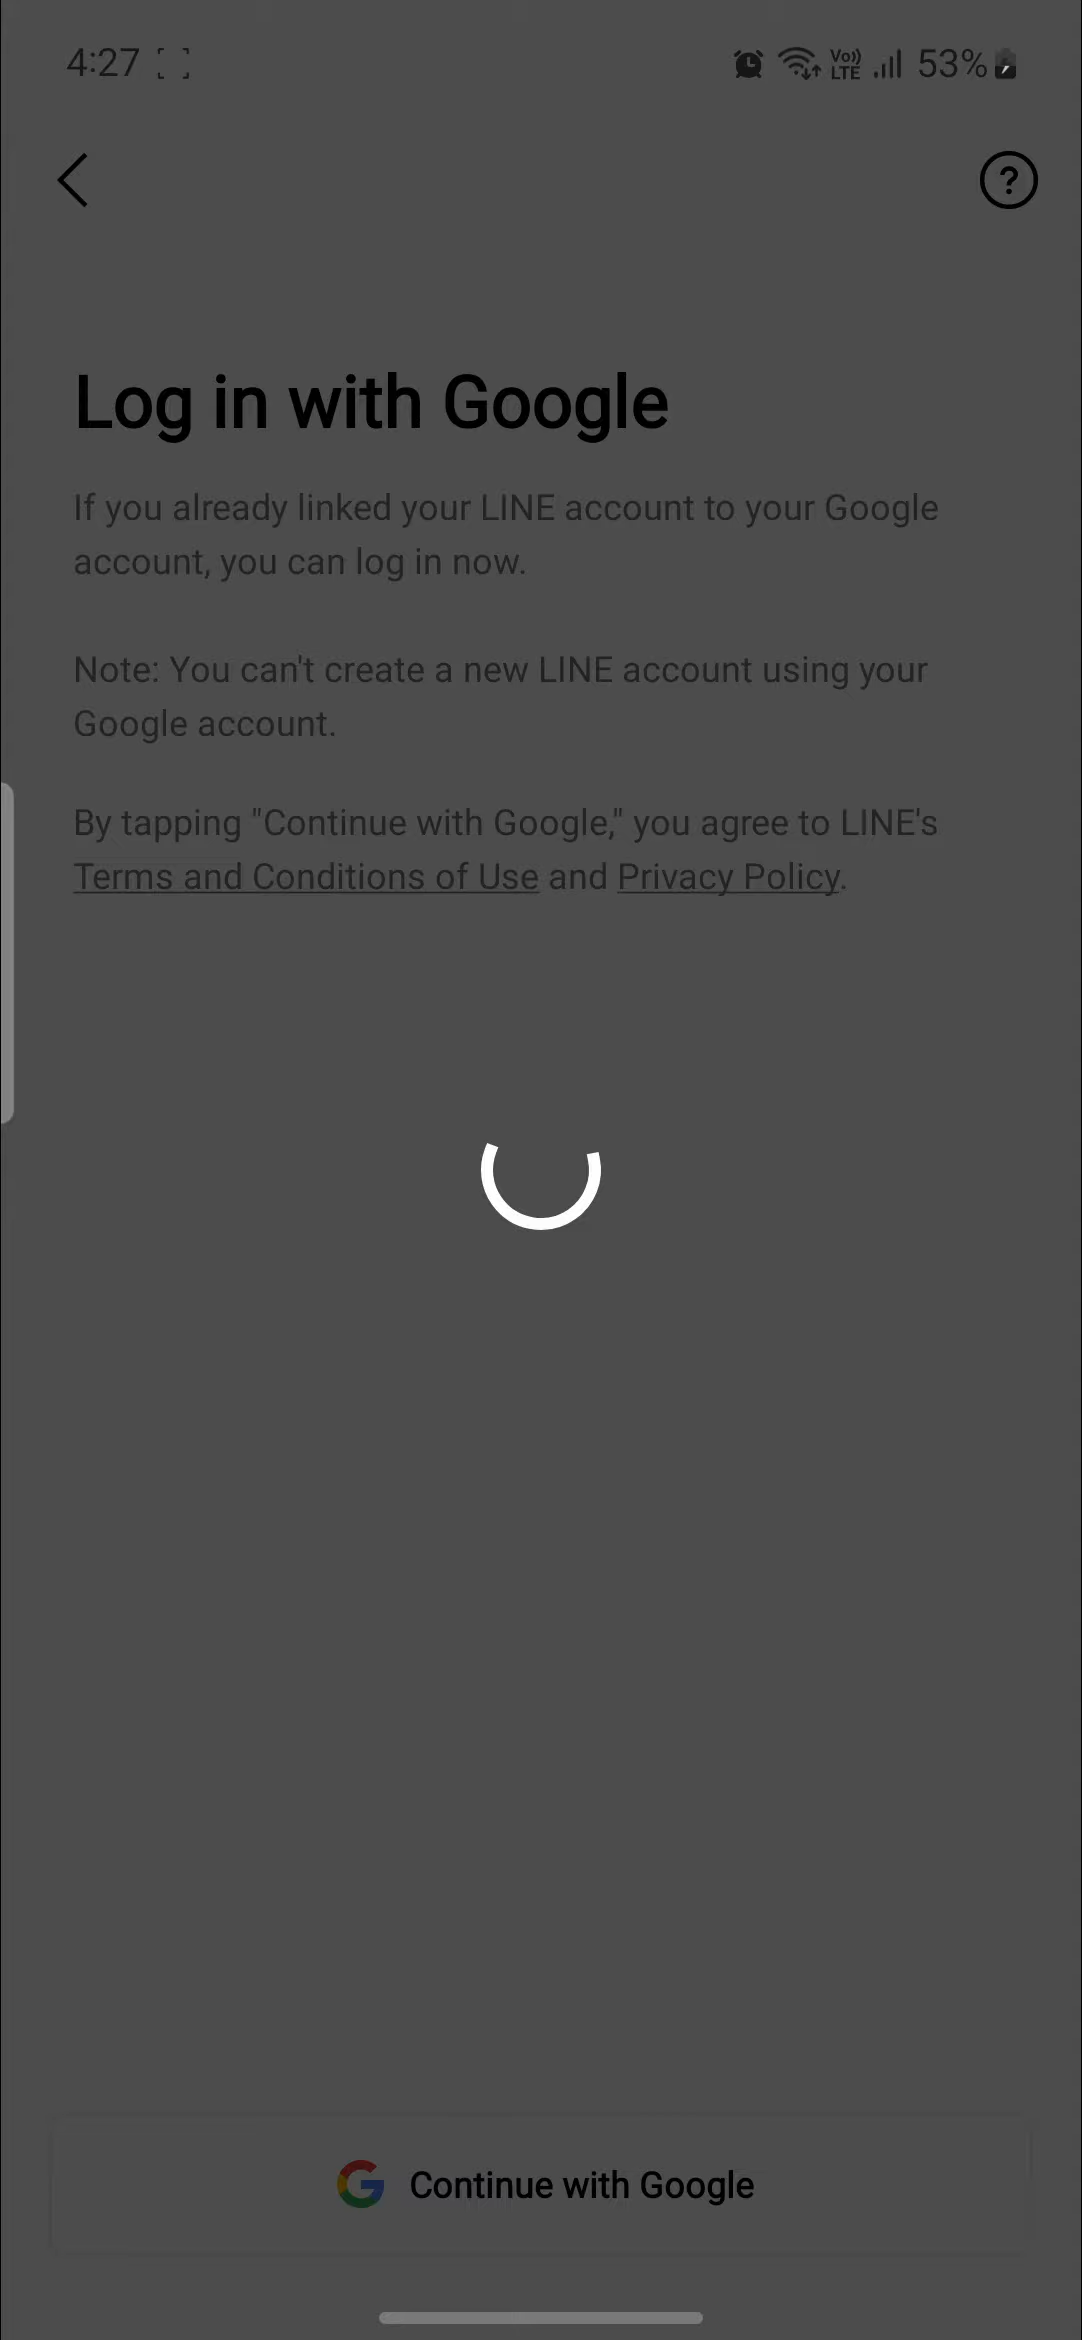 4:27 Vo)) LTE 53%
?
Log in with Google
If you already linked your LINE account to your Google
account, you can log in now.
Note: You can't create a new LINE account using your
Google account.
By tapping "Continue with Google," you agree to LINE's
Terms and Conditions of Use and Privacy Policy.
Continue with Google